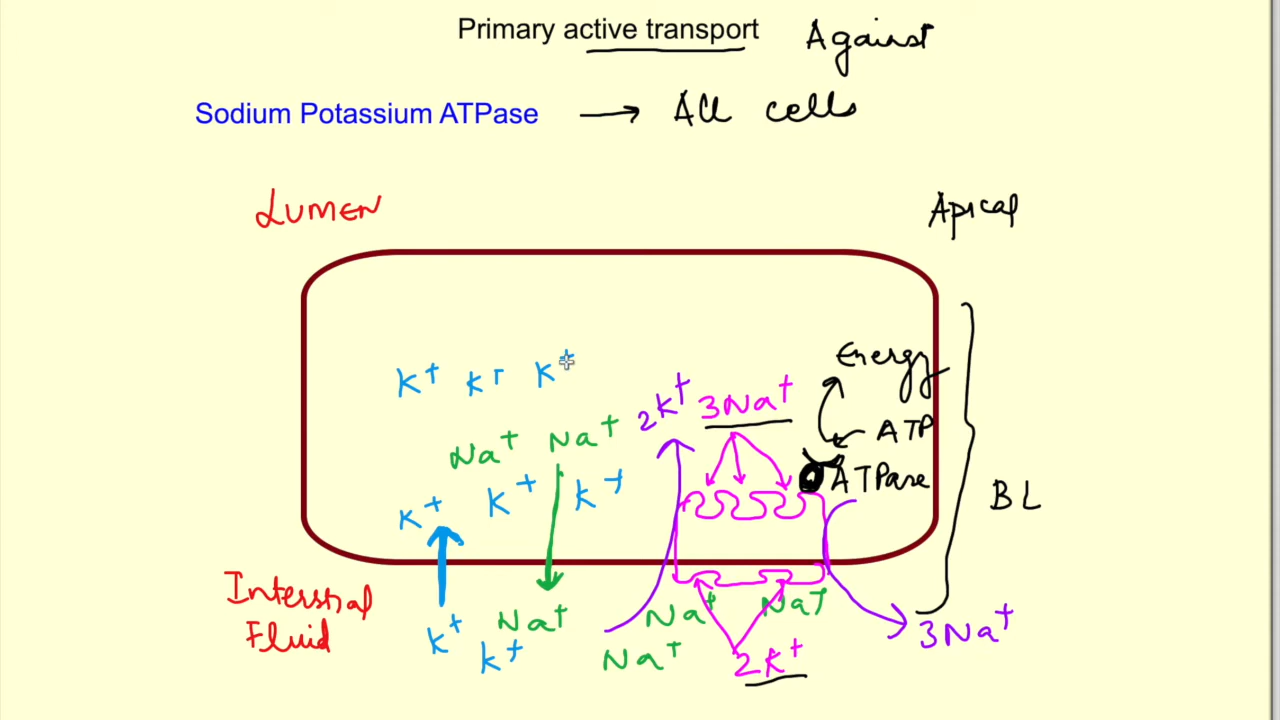 Primary active transport Against
Sodium Potassium ATPase → All cells
LUMEN
Apical
Energy
K+ K+ K+
2K+ 3Na+
ATP
Na+ Na+
ATPase
K+ K+ K+
BL
Interstial
Fluid
Na+ Na+ Na+
K+ K+
Na+
2K+
3Na+